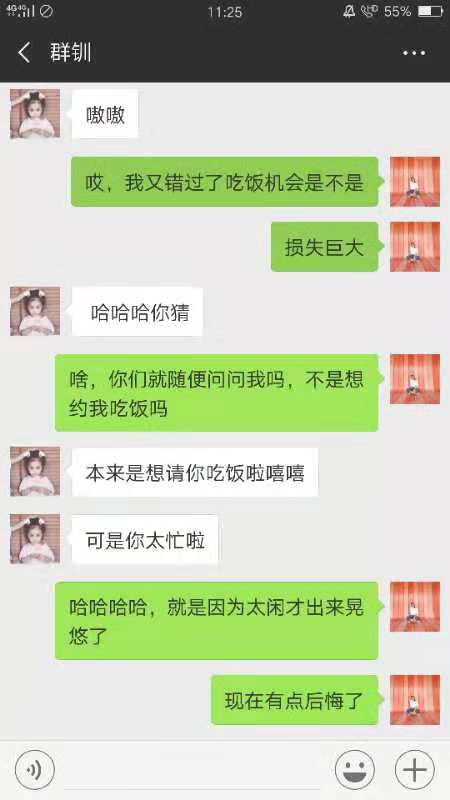 4G 4G 11:25 HD 55%
群钏
嗷嗷
哎，我又错过了吃饭机会是不是
损失巨大
哈哈哈你猜
啥，你们就随便问问我吗，不是想
约我吃饭吗
本来是想请你吃饭啦嘻嘻
可是你太忙啦
哈哈哈哈，就是因为太闲才出来晃
悠了
现在有点后悔了